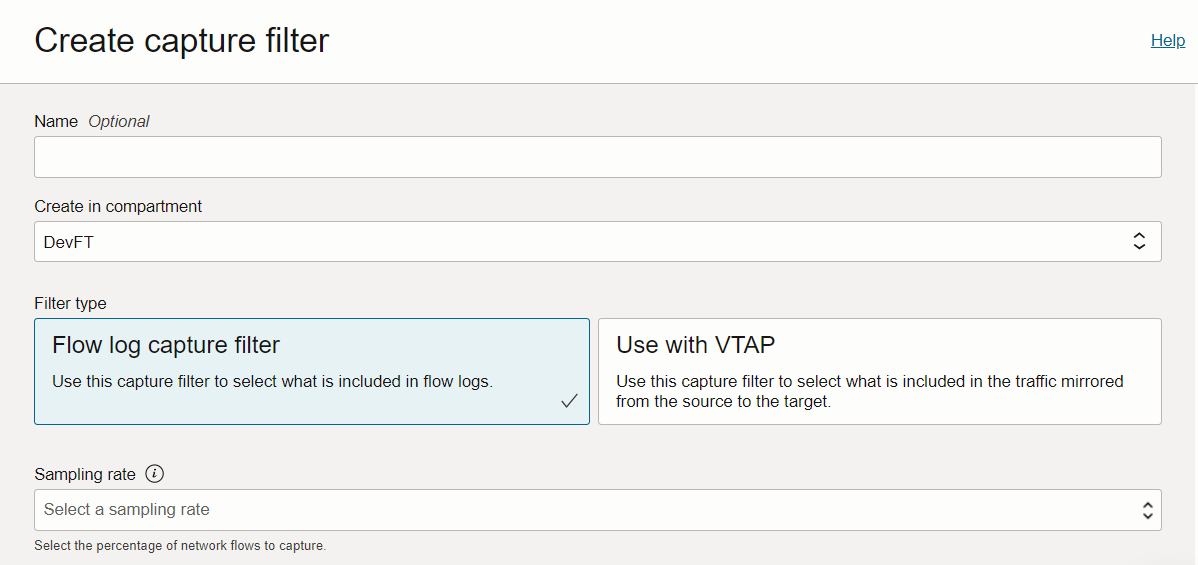 Create capture filter
Help
Name Optional
Create in compartment
DevFT
Filter type
Flow log capture filter
Use this capture filter to select what is included in flow logs.
Use with VTAP
Use this capture filter to select what is included in the traffic mirrored
from the source to the target.
Sampling rate
Select a sampling rate
Select the percentage of network flows to capture.